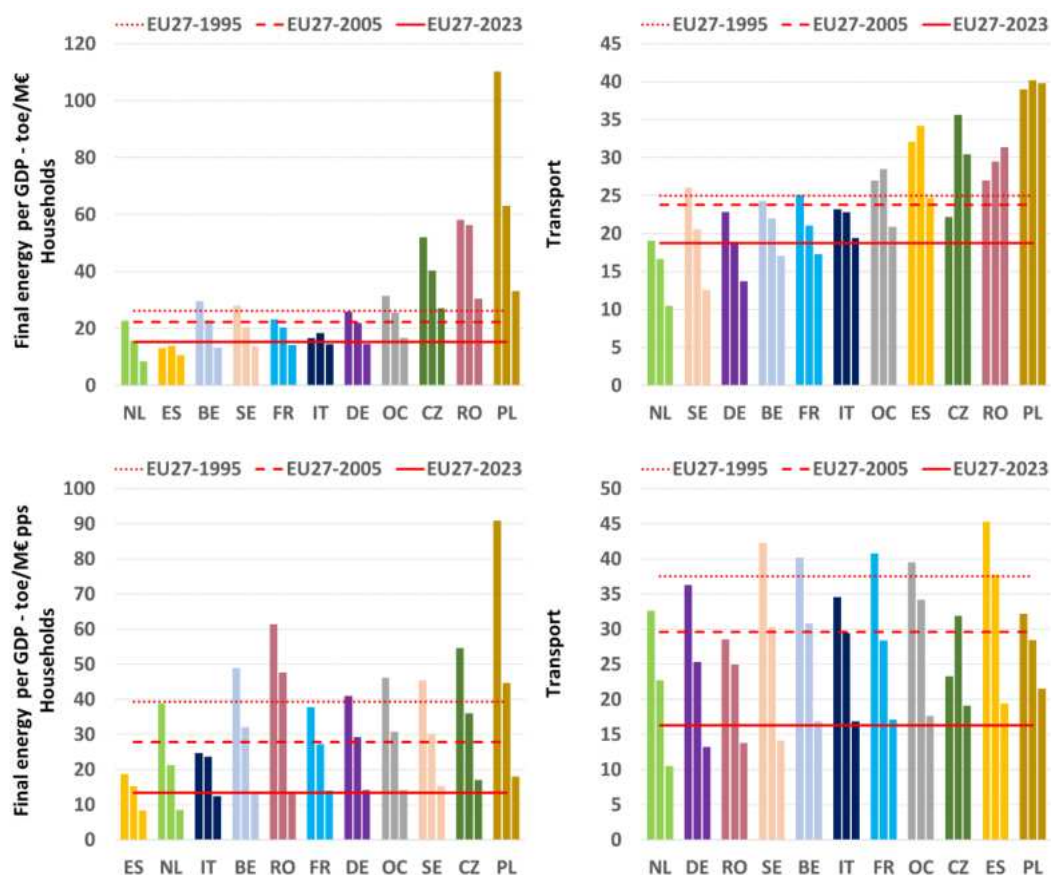 EU27-1995 EU27-2005 EU27-2023
Final energy per GDP - toe/M€
Households
120
100
80
60
40
20
0
NL ES BE SE FR IT DE OC CZ RO PL
EU27-1995 EU27-2005 EU27-2023
Transport
45
40
35
30
25
20
15
10
5
0
NL SE DE BE FR IT OC ES CZ RO PL
EU27-1995 EU27-2005 EU27-2023
Final energy per GDP - toe/M€ pps
Households
100
90
80
70
60
50
40
30
20
10
0
ES NL IT BE RO FR DE OC SE CZ PL
EU27-1995 EU27-2005 EU27-2023
Transport
50
45
40
35
30
25
20
15
10
5
0
NL DE RO SE BE IT FR OC CZ ES PL